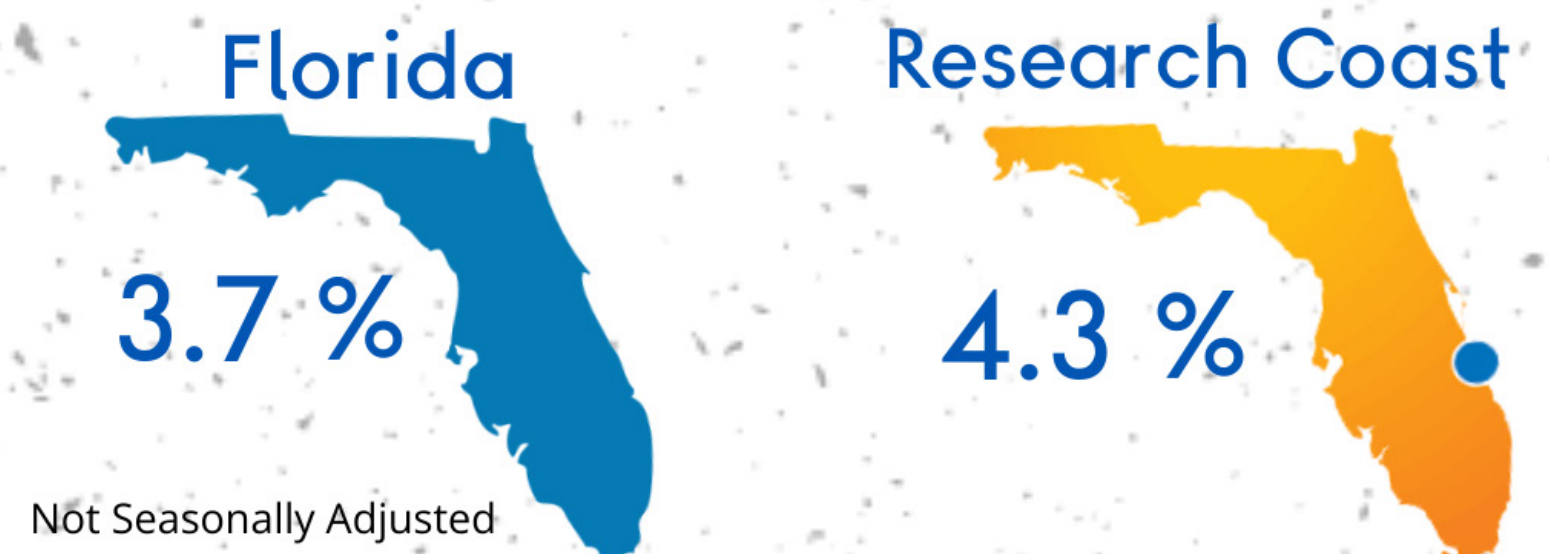 Florida
Research Coast
3.7 %
4.3 %
Not Seasonally Adjusted